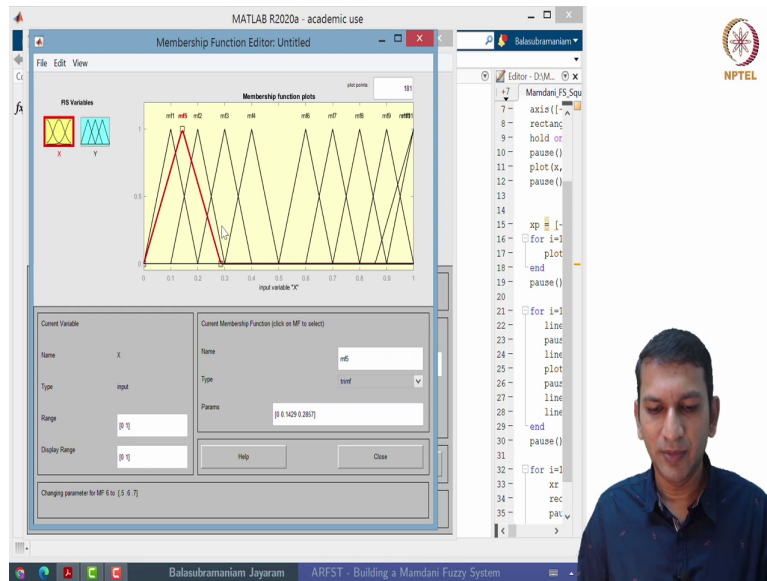 MATLAB R2020a - academic use
Membership Function Editor: Untitled
File Edit View
FIS Variables
X
Y
Membership function plots
plot points:
181
mf1 mf5 mf2 mf3 mf4 mf6 mf7 mf8 mf9
1
0.5
0
0 0.1 0.2 0.3 0.4 0.5 0.6 0.7 0.8 0.9 1
input variable "X"
Current Variable
Name X
Type input
Range [0 1]
Display Range [0 1]
Current Membership Function (click on MF to select)
Name mf5
Type trimf
Params [0 0.1429 0.2857]
Help Close
Changing parameter for MF 6 to [.5 .6 .7]
fx
Balasubramaniam
Editor - D:\M...
+7 Mamdani_FS_Squ
7 - axis([-
8 - rectang
9 - hold on
10 - pause()
11 - plot(x,
12 - pause()
13
14
15 - xp = [-
16 - for i=1
17 - plot
18 - end
19 - pause()
20
21 - for i=1
22 - line
23 - paus
24 - line
25 - plot
26 - paus
27 - line
28 - line
29 - end
30 - pause()
31
32 - for i=1
33 - xr
34 - rec
35 - pau
NPTEL
Balasubramaniam Jayaram ARFST - Building a Mamdani Fuzzy System